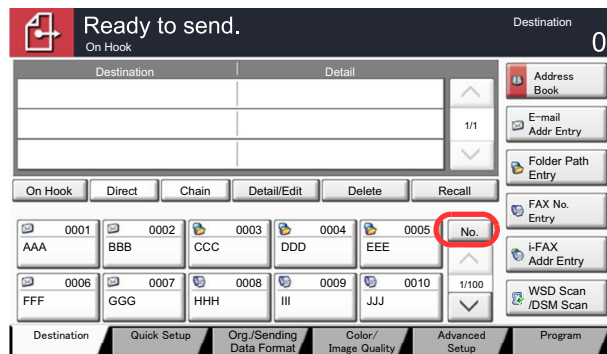 Ready to send.
On Hook
Destination
0
Destination Detail
1/1
Address
Book
E-mail
Addr Entry
Folder Path
Entry
FAX No.
Entry
i-FAX
Addr Entry
WSD Scan
/DSM Scan
On Hook Direct Chain Detail/Edit Delete Recall
0001 0002 0003 0004 0005 No.
AAA BBB CCC DDD EEE
0006 0007 0008 0009 0010 1/100
FFF GGG HHH III JJJ
Destination Quick Setup Org./Sending
Data Format Color/
Image Quality Advanced
Setup Program